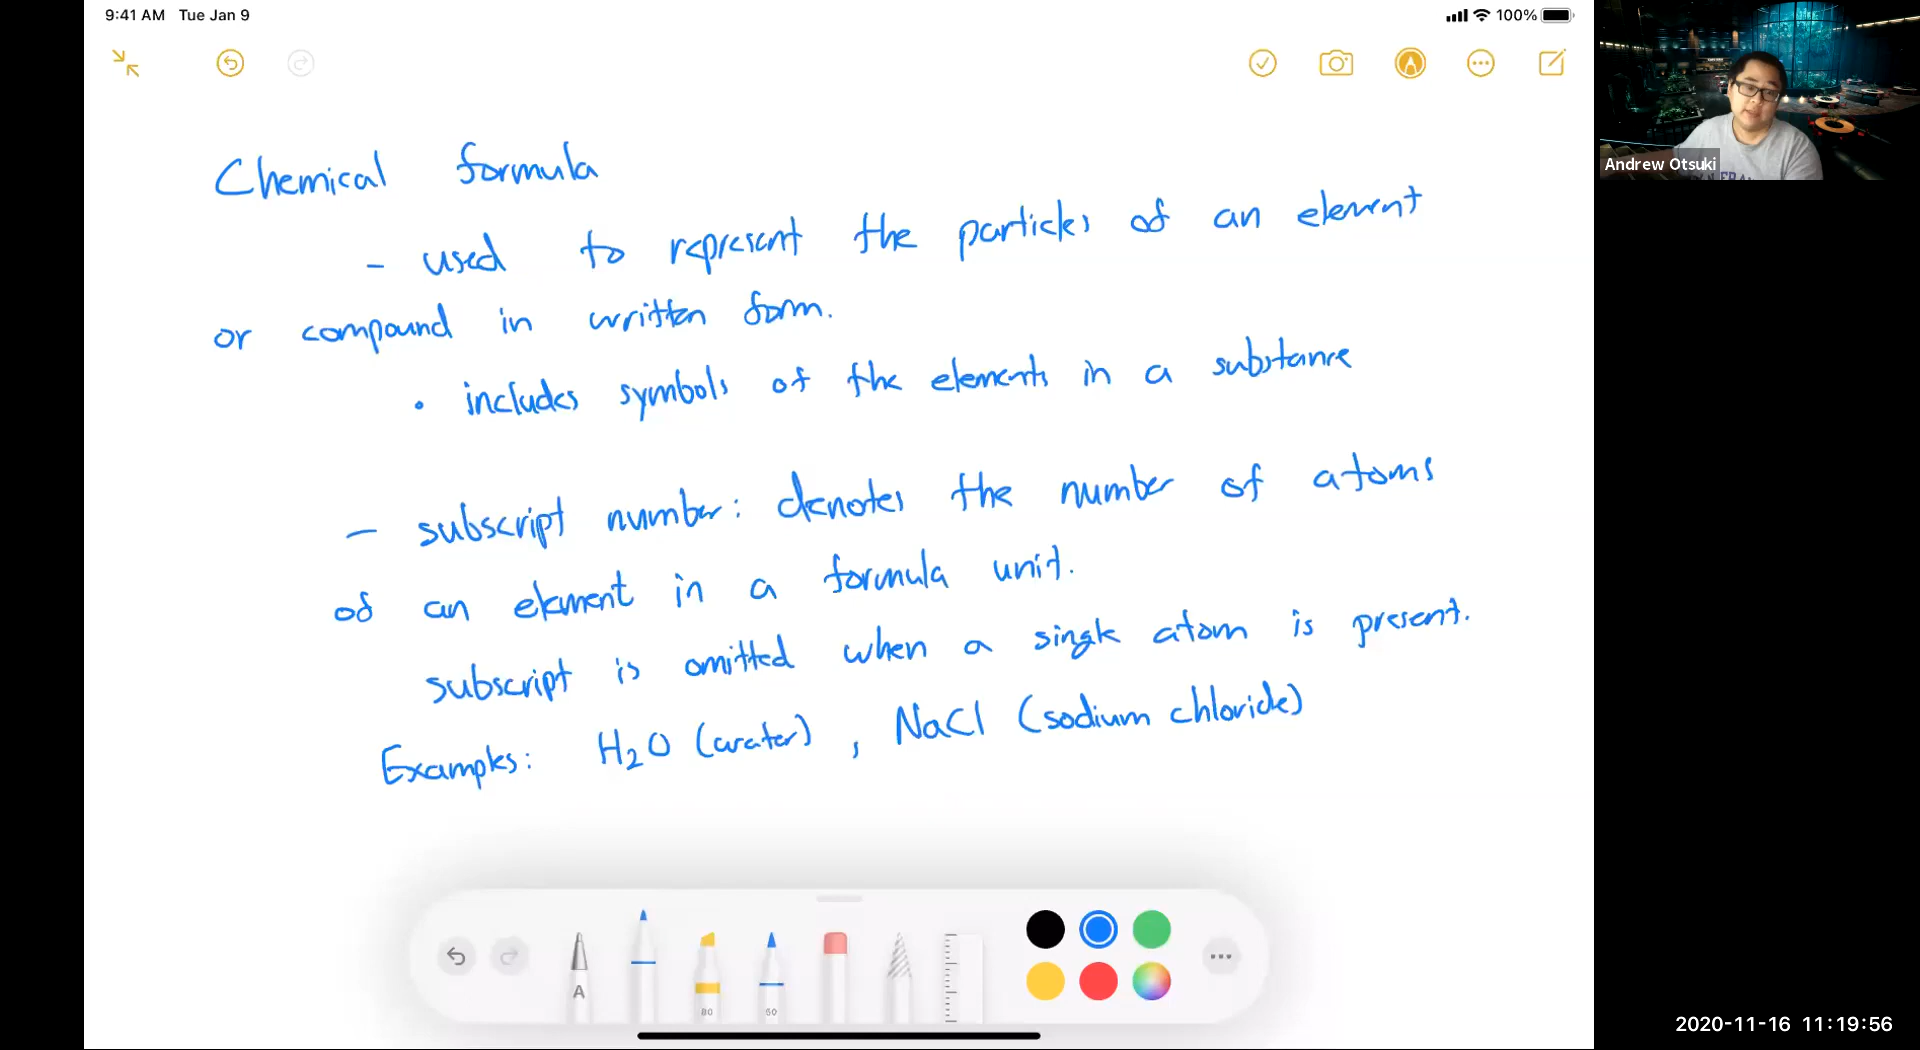 9:41 AM Tue Jan 9
100%
Chemical formula
- used to represent the particles of an element
or compound in written form.
• includes symbols of the elements in a substance
- subscript number: denotes the number of atoms
of an element in a formula unit.
subscript is omitted when a single atom is present.
Examples: H₂O (water), NaCl (sodium chloride)
A
80
50
Andrew Otsuki
2020-11-16 11:19:56